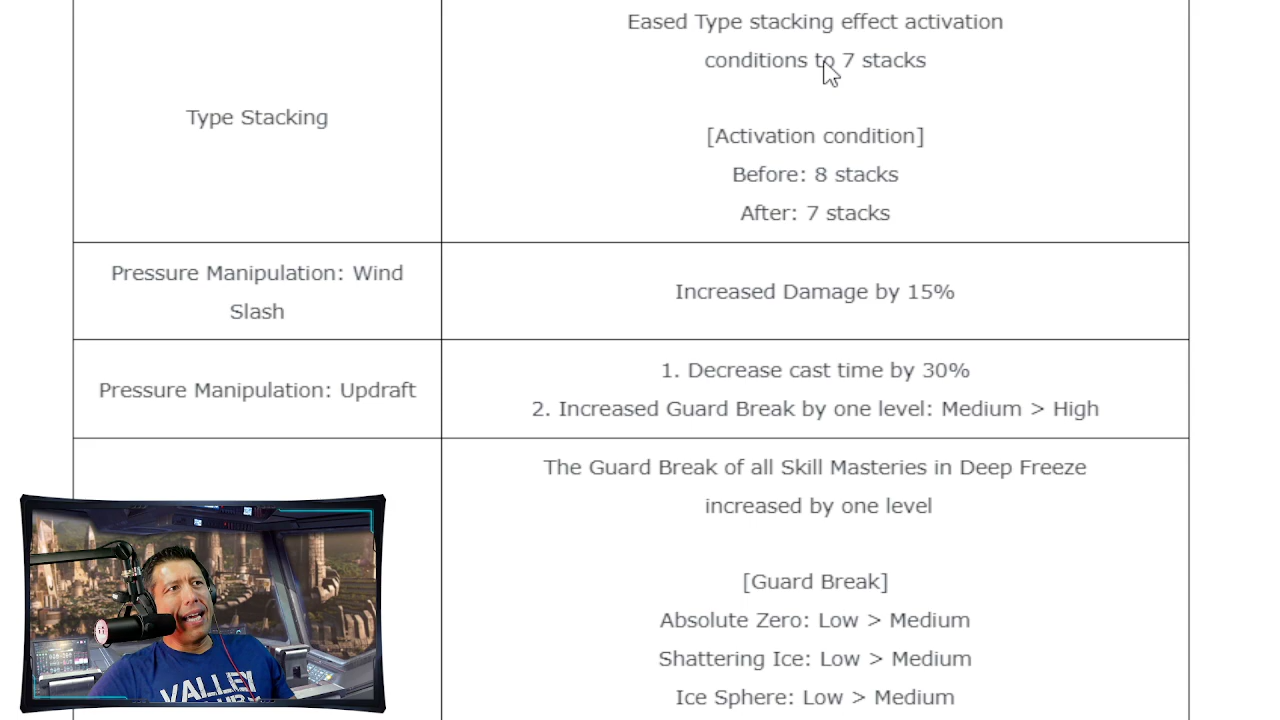 Eased Type stacking effect activation
conditions to 7 stacks
Type Stacking
[Activation condition]
Before: 8 stacks
After: 7 stacks
Pressure Manipulation: Wind
Slash
Increased Damage by 15%
Pressure Manipulation: Updraft
1. Decrease cast time by 30%
2. Increased Guard Break by one level: Medium > High
The Guard Break of all Skill Masteries in Deep Freeze
increased by one level
[Guard Break]
Absolute Zero: Low > Medium
Shattering Ice: Low > Medium
Ice Sphere: Low > Medium
VALLEY